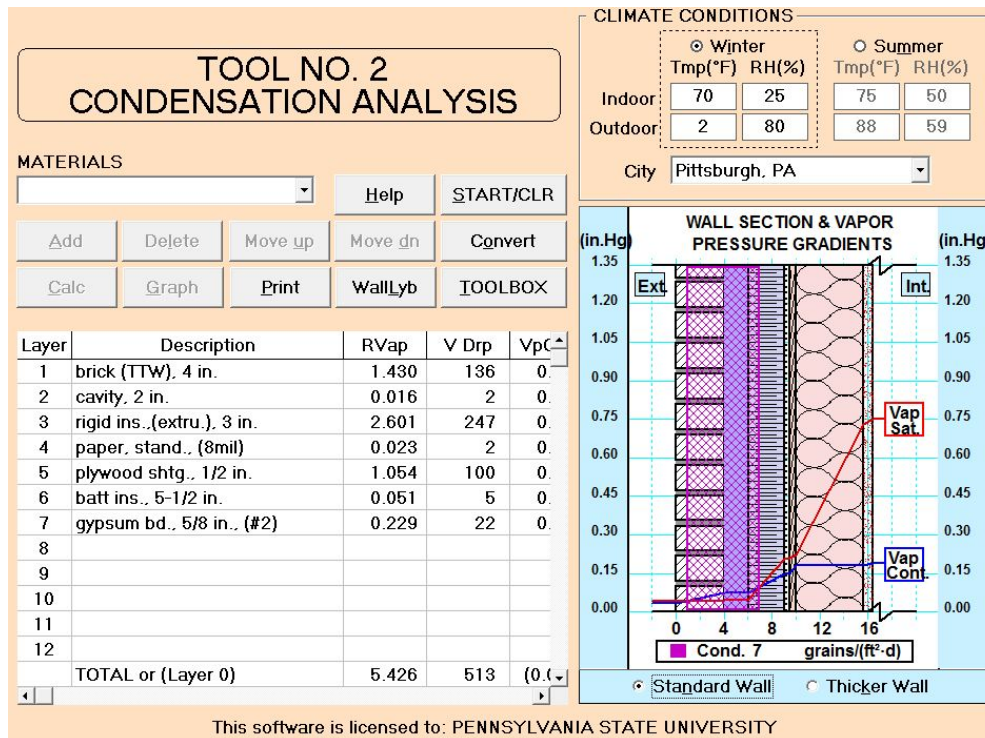 TOOL NO. 2
CONDENSATION ANALYSIS
CLIMATE CONDITIONS
Winter Summer
Tmp(°F) RH(%) Tmp(°F) RH(%)
Indoor 70 25 75 50
Outdoor 2 80 88 59
City Pittsburgh, PA
MATERIALS
Help START/CLR
Add Delete Move up Move dn Convert
Calc Graph Print WallLyb TOOLBOX
Layer Description RVap V Drp VpC
1 brick (TTW), 4 in. 1.430 136 0.
2 cavity, 2 in. 0.016 2 0.
3 rigid ins.,(extru.), 3 in. 2.601 247 0.
4 paper, stand., (8mil) 0.023 2 0.
5 plywood shtg., 1/2 in. 1.054 100 0.
6 batt ins., 5-1/2 in. 0.051 5 0.
7 gypsum bd., 5/8 in., (#2) 0.229 22 0.
8
9
10
11
12
TOTAL or (Layer 0) 5.426 513 (0.(
WALL SECTION & VAPOR
(in.Hg) PRESSURE GRADIENTS (in.Hg)
1.35 1.35
Ext. Int.
1.20 1.20
1.05 1.05
0.90 0.90
0.75 Vap 0.75
Sat.
0.60 0.60
0.45 0.45
0.30 0.30
0.15 Vap 0.15
Cont.
0.00 0.00
0 4 8 12 16
Cond. 7 grains/(ft²·d)
Standard Wall Thicker Wall
This software is licensed to: PENNSYLVANIA STATE UNIVERSITY